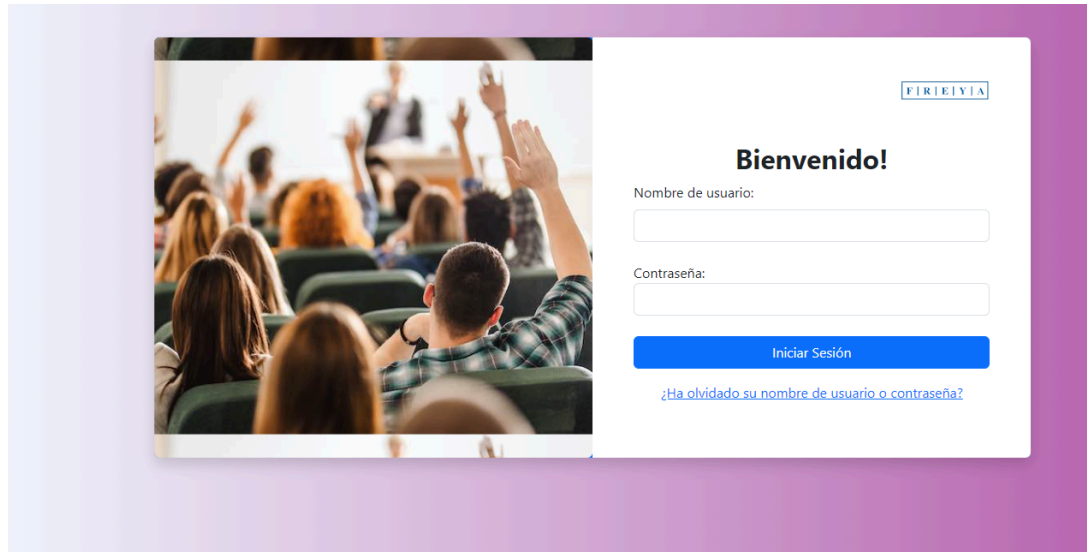 F|R|E|Y|A
Bienvenido!
Nombre de usuario:
Contraseña:
Iniciar Sesión
¿Ha olvidado su nombre de usuario o contraseña?